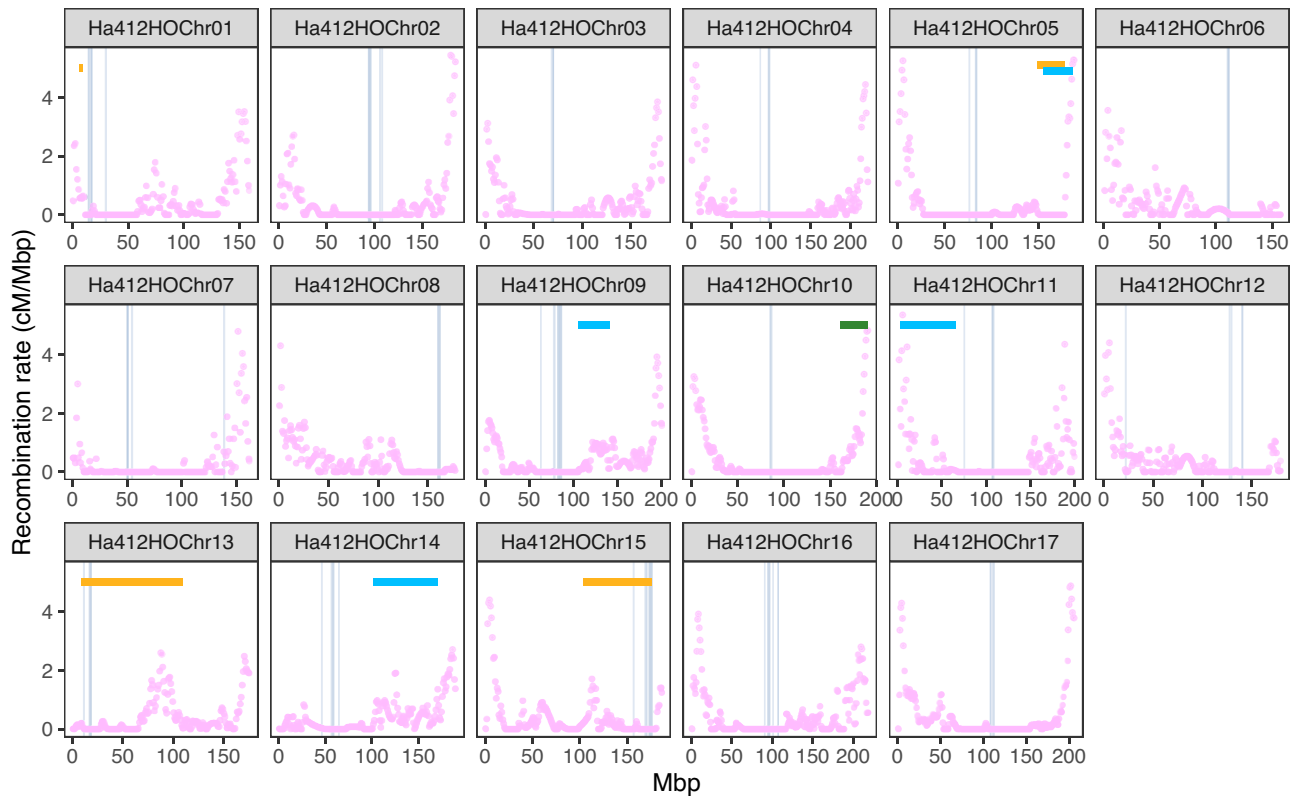 Ha412HOChr01 Ha412HOChr02 Ha412HOChr03 Ha412HOChr04 Ha412HOChr05 Ha412HOChr06
4
2
0
0 50 100 150 0 50 100 150 0 50 100 150 0 50 100 150 200 0 50 100 150 0 50 100 150
Ha412HOChr07 Ha412HOChr08 Ha412HOChr09 Ha412HOChr10 Ha412HOChr11 Ha412HOChr12
Recombination rate (cM/Mbp)
4
2
0
0 50 100 150 0 50 100 150 0 50 100 150 200 0 50 100 150 200 0 50 100 150 200 0 50 100 150
Ha412HOChr13 Ha412HOChr14 Ha412HOChr15 Ha412HOChr16 Ha412HOChr17
4
2
0
0 50 100 150 0 50 100 150 0 50 100 150 0 50 100 150 200 0 50 100 150 200
Mbp